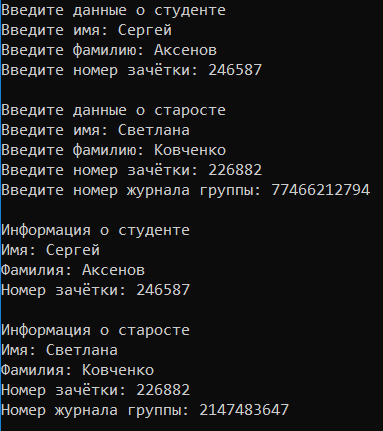 Введите данные о студенте
Введите имя: Сергей
Введите фамилию: Аксенов
Введите номер зачётки: 246587
Введите данные о старосте
Введите имя: Светлана
Введите фамилию: Ковченко
Введите номер зачётки: 226882
Введите номер журнала группы: 77466212794
Информация о студенте
Имя: Сергей
Фамилия: Аксенов
Номер зачётки: 246587
Информация о старосте
Имя: Светлана
Фамилия: Ковченко
Номер зачётки: 226882
Номер журнала группы: 2147483647